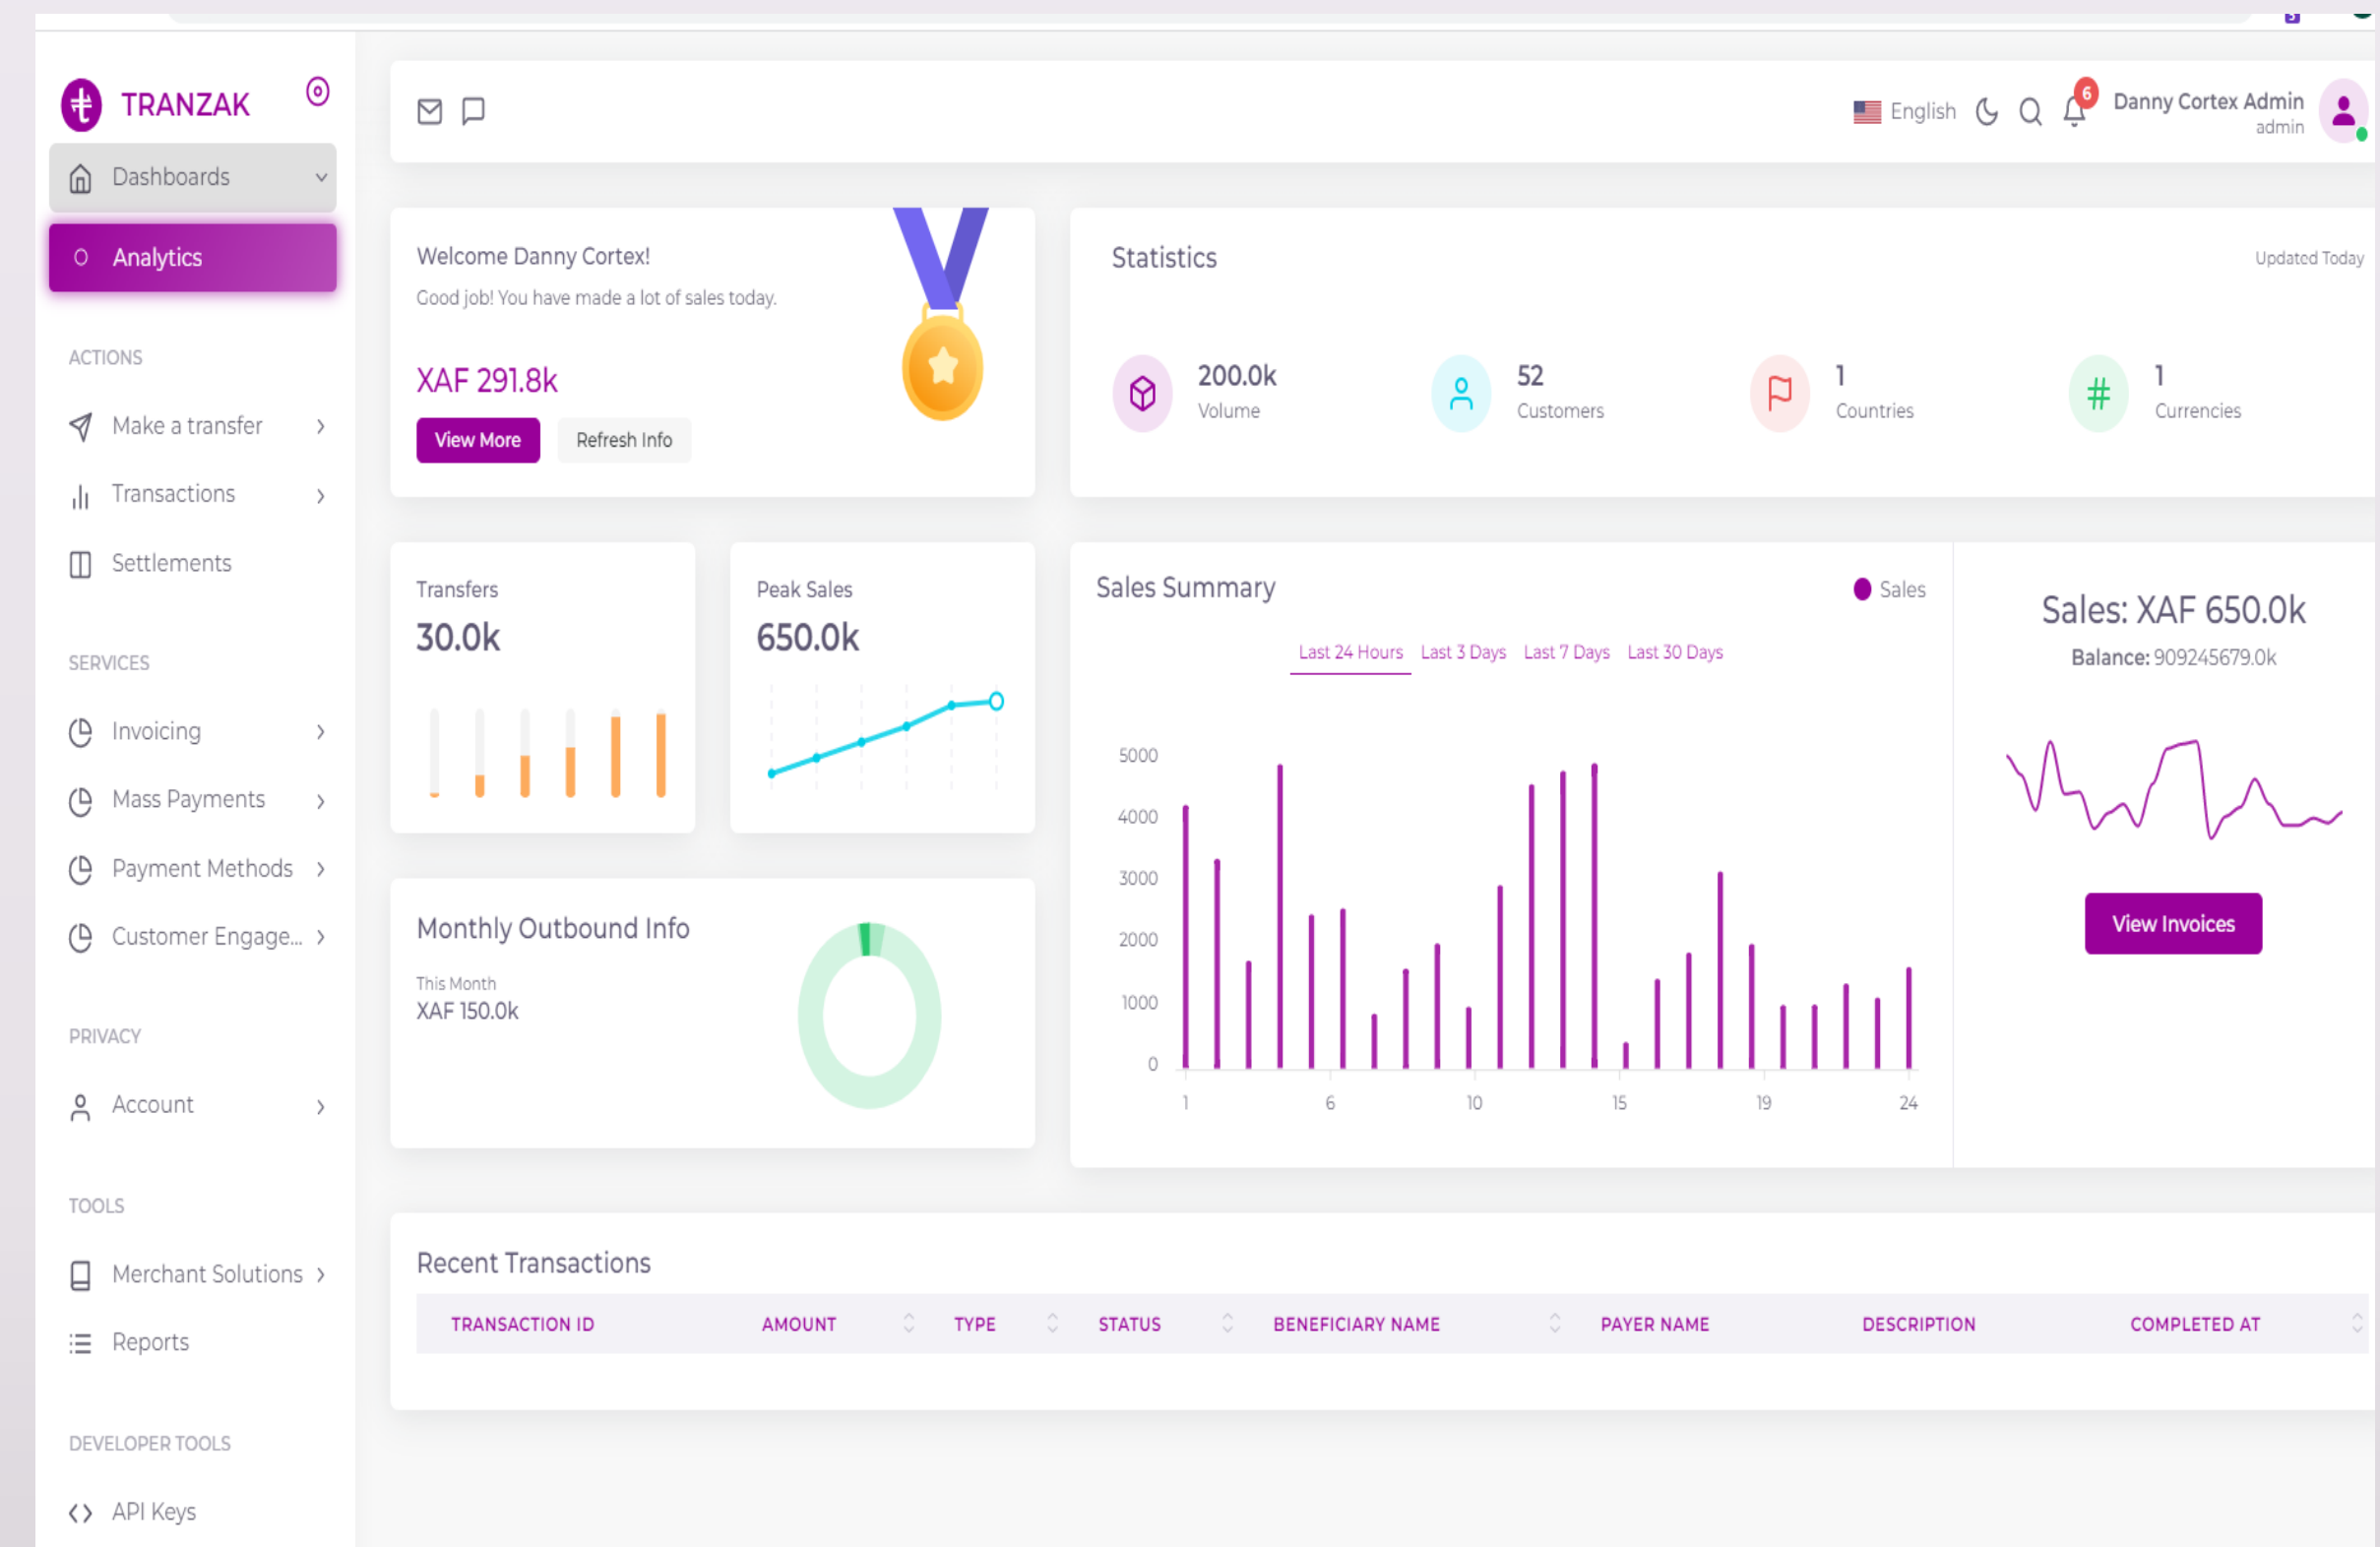 TRANZAK
Dashboards
Analytics
ACTIONS
Make a transfer
Transactions
Settlements
SERVICES
Invoicing
Mass Payments
Payment Methods
Customer Engage...
PRIVACY
Account
TOOLS
Merchant Solutions
Reports
DEVELOPER TOOLS
API Keys
English
6
Danny Cortex Admin
admin
Welcome Danny Cortex!
Good job! You have made a lot of sales today.
XAF 291.8k
View More Refresh Info
Statistics
Updated Today
200.0k
Volume
52
Customers
1
Countries
1
Currencies
Transfers
30.0k
Peak Sales
650.0k
Monthly Outbound Info
This Month
XAF 150.0k
Sales Summary
Sales
Last 24 Hours Last 3 Days Last 7 Days Last 30 Days
5000
4000
3000
2000
1000
0
1 6 10 15 19 24
Sales: XAF 650.0k
Balance: 909245679.0k
View Invoices
Recent Transactions
TRANSACTION ID AMOUNT TYPE STATUS BENEFICIARY NAME PAYER NAME DESCRIPTION COMPLETED AT